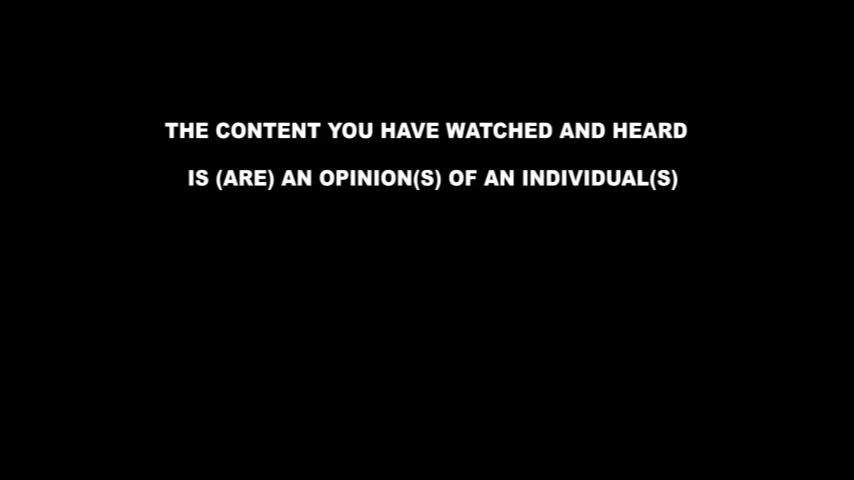 THE CONTENT YOU HAVE WATCHED AND HEARD
IS (ARE) AN OPINION(S) OF AN INDIVIDUAL(S)